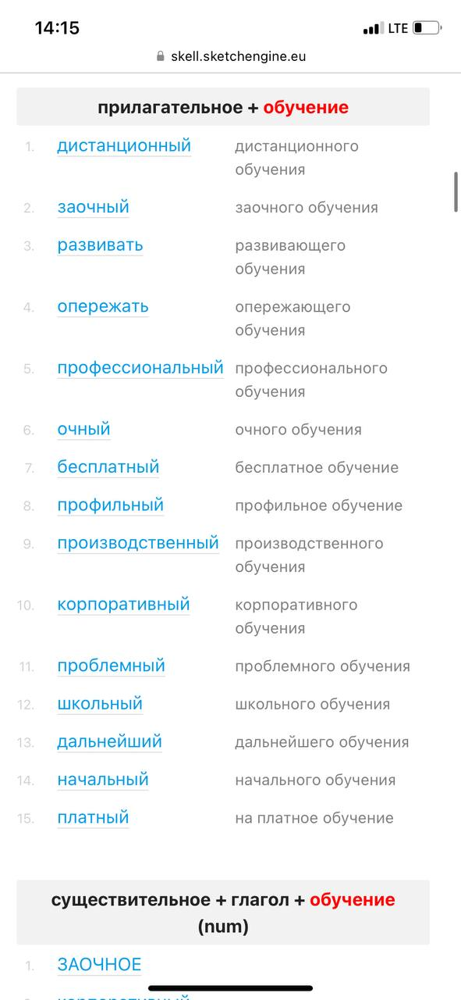 14:15 LTE
skell.sketchengine.eu
прилагательное + обучение
1. дистанционный дистанционного
обучения
2. заочный заочного обучения
3. развивать развивающего
обучения
4. опережать опережающего
обучения
5. профессиональный профессионального
обучения
6. очный очного обучения
7. бесплатный бесплатное обучение
8. профильный профильное обучение
9. производственный производственного
обучения
10. корпоративный корпоративного
обучения
11. проблемный проблемного обучения
12. школьный школьного обучения
13. дальнейший дальнейшего обучения
14. начальный начального обучения
15. платный на платное обучение
существительное + глагол + обучение
(num)
1. ЗАОЧНОЕ
корпоративный